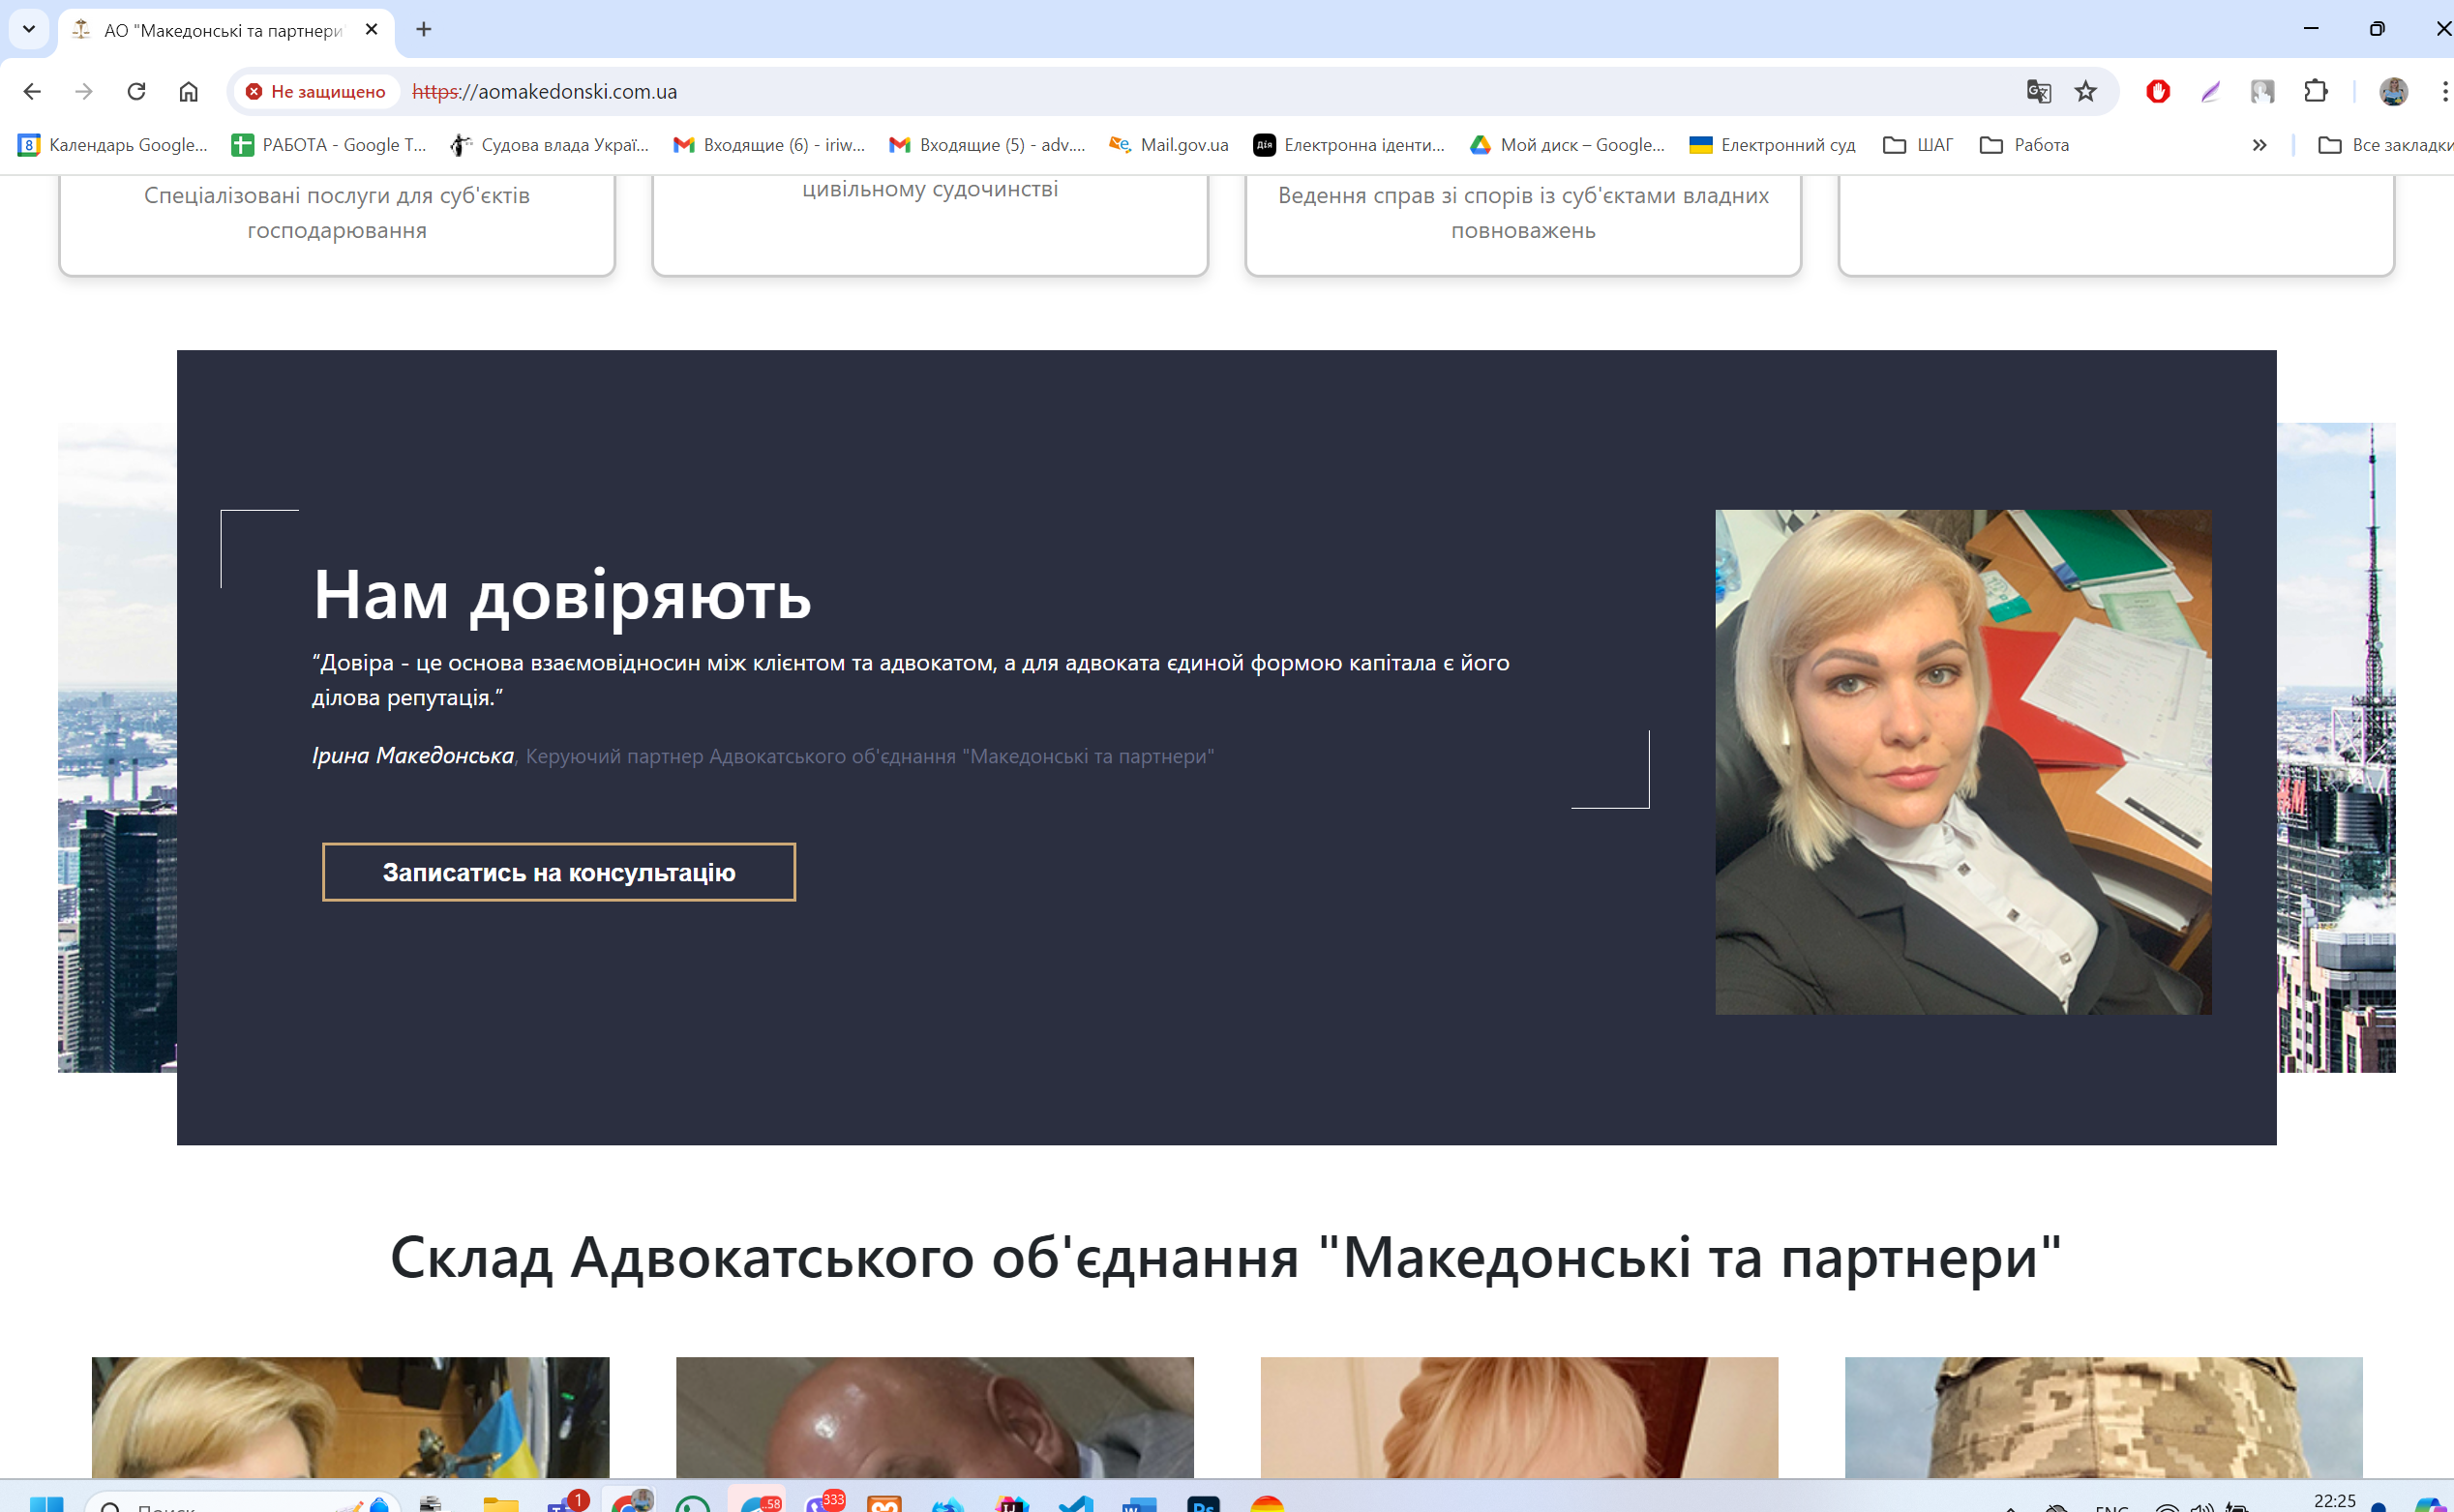 АО "Македонські та партнери
Не защищено
https://aomakedonski.com.ua
Календарь Google...
РАБОТА - Google T...
Судова влада Украї...
Входящие (6) - iriw...
Входящие (5) - adv....
Mail.gov.ua
Дія
Електронна іденти...
Мой диск – Google...
Електронний суд
ШАГ
Работа
Все закладки
Спеціалізовані послуги для суб'єктів
господарювання
цивільному судочинстві
Ведення справ зі спорів із суб'єктами владних
повноважень
Нам довіряють
“Довіра - це основа взаємовідносин між клієнтом та адвокатом, а для адвоката єдиной формою капітала є його
ділова репутація.”
Ірина Македонська, Керуючий партнер Адвокатського об'єднання "Македонські та партнери"
Записатись на консультацію
Склад Адвокатського об'єднання "Македонські та партнери"
Поиск
1
..58
333
Ps
ENG
22:25